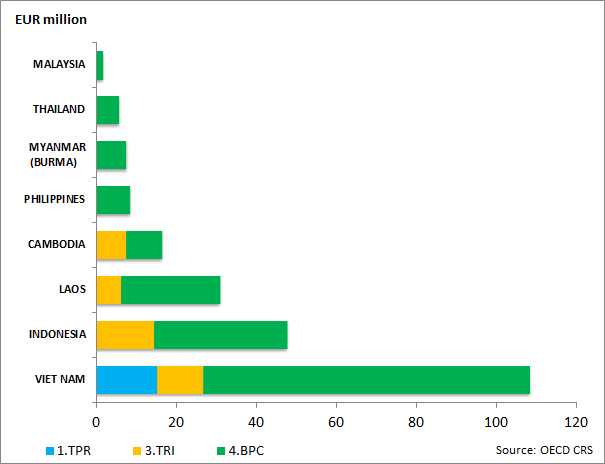 EUR million
MALAYSIA
THAILAND
MYANMAR
(BURMA)
PHILIPPINES
CAMBODIA
LAOS
INDONESIA
VIET NAM
0 20 40 60 80 100 120
1.TPR 3.TRI 4.BPC Source: OECD CRS